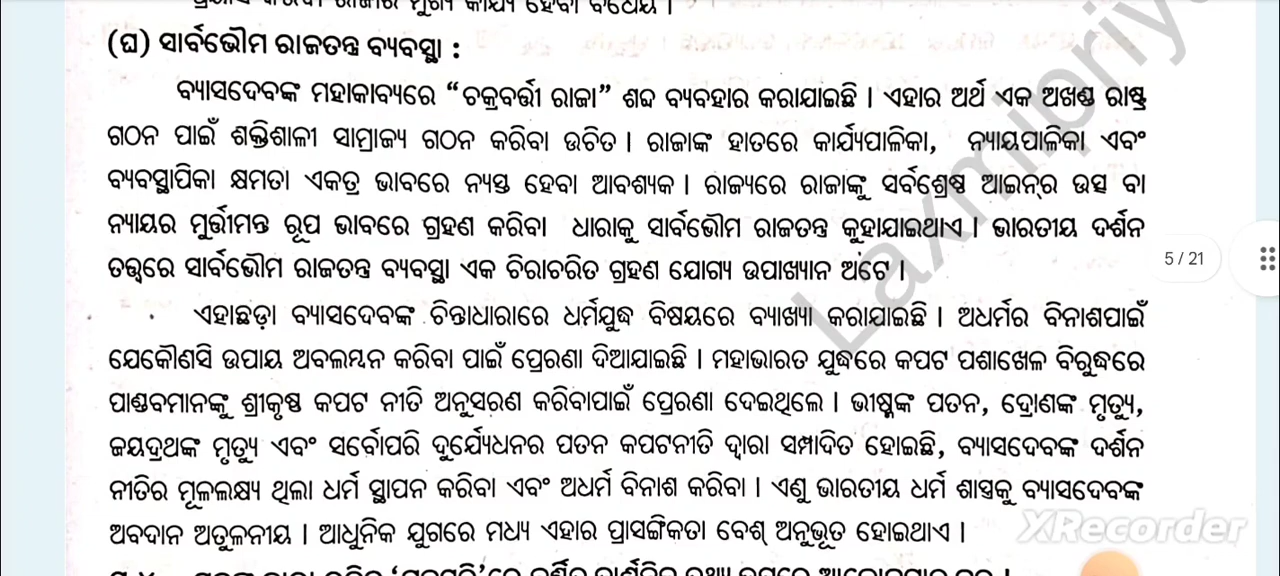 (ଘ) ସାର୍ବଭୌମ ରାଜତନ୍ତ୍ର ବ୍ୟବସ୍ଥା :
ବ୍ୟାସଦେବଙ୍କ ମହାକାବ୍ୟରେ “ଚକ୍ରବର୍ତ୍ତୀ ରାଜା” ଶବ୍ଦ ବ୍ୟବହାର କରାଯାଇଛି । ଏହାର ଅର୍ଥ ଏକ ଅଖଣ୍ଡ ରାଷ୍ଟ୍ର
ଗଠନ ପାଇଁ ଶକ୍ତିଶାଳୀ ସାମ୍ରାଜ୍ୟ ଗଠନ କରିବା ଉଚିତ । ରାଜାଙ୍କ ହାତରେ କାର୍ଯ୍ୟପାଳିକା, ନ୍ୟାୟପାଳିକା ଏବଂ
ବ୍ୟବସ୍ଥାପିକା କ୍ଷମତା ଏକତ୍ର ଭାବରେ ନ୍ୟସ୍ତ ହେବା ଆବଶ୍ୟକ । ରାଜ୍ୟରେ ରାଜାଙ୍କୁ ସର୍ବଶ୍ରେଷ୍ଠ ଆଇନ୍‌ର ଉତ୍ସ ବା
ନ୍ୟାୟର ମୂର୍ତ୍ତୀମନ୍ତ ରୂପ ଭାବରେ ଗ୍ରହଣ କରିବା ଧାରାକୁ ସାର୍ବଭୌମ ରାଜତନ୍ତ୍ର କୁହାଯାଇଥାଏ । ଭାରତୀୟ ଦର୍ଶନ
ତତ୍ତ୍ୱରେ ସାର୍ବଭୌମ ରାଜତନ୍ତ୍ର ବ୍ୟବସ୍ଥା ଏକ ଚିରାଚରିତ ଗ୍ରହଣ ଯୋଗ୍ୟ ଉପାଖ୍ୟାନ ଅଟେ ।
5 / 21
ଏହାଛଡ଼ା ବ୍ୟାସଦେବଙ୍କ ଚିନ୍ତାଧାରାରେ ଧର୍ମଯୁଦ୍ଧ ବିଷୟରେ ବ୍ୟାଖ୍ୟା କରାଯାଇଛି । ଅଧର୍ମର ବିନାଶପାଇଁ
ଯେକୌଣସି ଉପାୟ ଅବଲମ୍ବନ କରିବା ପାଇଁ ପ୍ରେରଣା ଦିଆଯାଇଛି । ମହାଭାରତ ଯୁଦ୍ଧରେ କପଟ ପଶାଖେଳ ବିରୁଦ୍ଧରେ
ପାଣ୍ଡବମାନଙ୍କୁ ଶ୍ରୀକୃଷ୍ଣ କପଟ ନୀତି ଅନୁସରଣ କରିବାପାଇଁ ପ୍ରେରଣା ଦେଇଥିଲେ । ଭୀଷ୍ମଙ୍କ ପତନ, ଦ୍ରୋଣଙ୍କ ମୃତ୍ୟୁ,
ଜୟଦ୍ରଥଙ୍କ ମୃତ୍ୟୁ ଏବଂ ସର୍ବୋପରି ଦୁର୍ଯ୍ୟୋଧନର ପତନ କପଟନୀତି ଦ୍ୱାରା ସମ୍ପାଦିତ ହୋଇଛି, ବ୍ୟାସଦେବଙ୍କ ଦର୍ଶନ
ନୀତିର ମୂଳଲକ୍ଷ୍ୟ ଥିଲା ଧର୍ମ ସ୍ଥାପନ କରିବା ଏବଂ ଅଧର୍ମ ବିନାଶ କରିବା । ଏଣୁ ଭାରତୀୟ ଧର୍ମ ଶାସ୍ତ୍ରକୁ ବ୍ୟାସଦେବଙ୍କ
ଅବଦାନ ଅତୁଳନୀୟ । ଆଧୁନିକ ଯୁଗରେ ମଧ୍ୟ ଏହାର ପ୍ରାସଙ୍ଗିକତା ବେଶ୍ ଅନୁଭୂତ ହୋଇଥାଏ ।
Laxmipriy
XRecorder